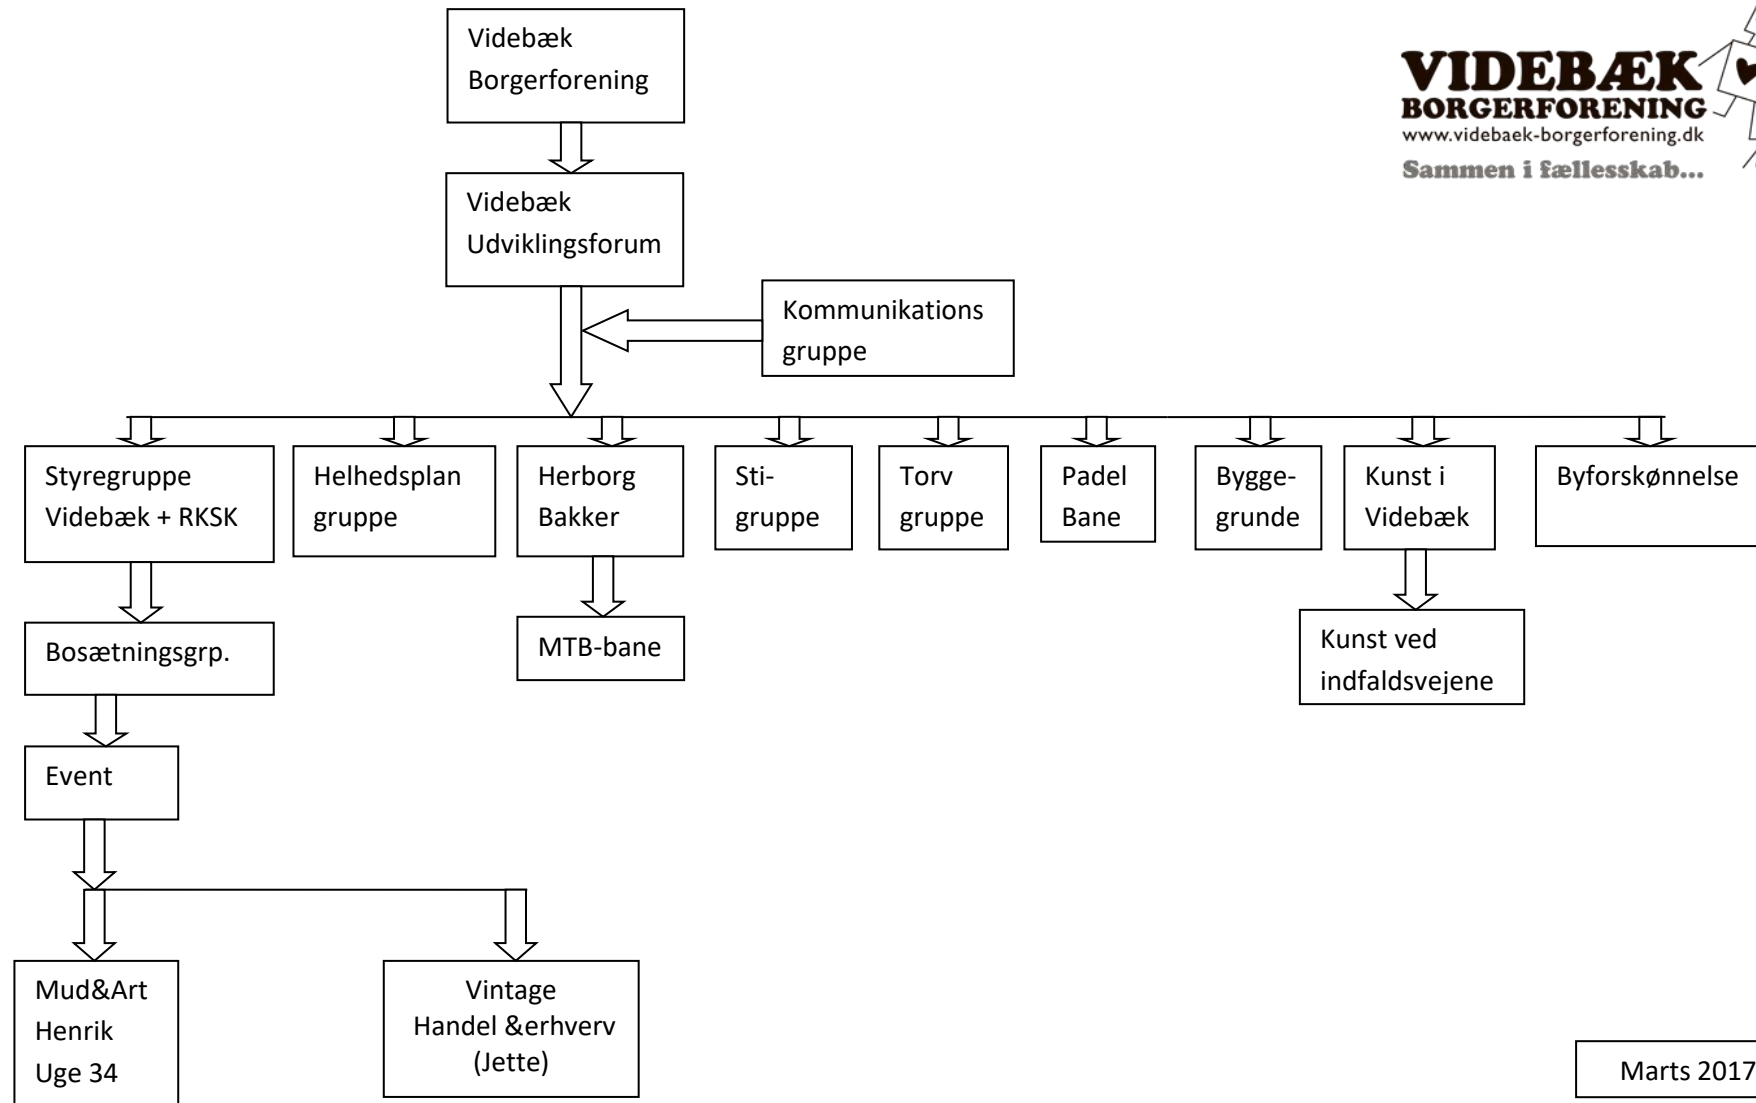 Videbæk
Borgerforening
VIDEBÆK
BORGERFORENING
www.videbaek-borgerforening.dk
Sammen i fællesskab...
Videbæk
Udviklingsforum
Kommunikations
gruppe
Styregruppe
Videbæk + RKSK
Helhedsplan
gruppe
Herborg
Bakker
Sti-
gruppe
Torv
gruppe
Padel
Bane
Bygge-
grunde
Kunst i
Videbæk
Byforskønnelse
Bosætningsgrp.
MTB-bane
Kunst ved
indfaldsvejene
Event
Mud&Art
Henrik
Uge 34
Vintage
Handel &erhverv
(Jette)
Marts 2017